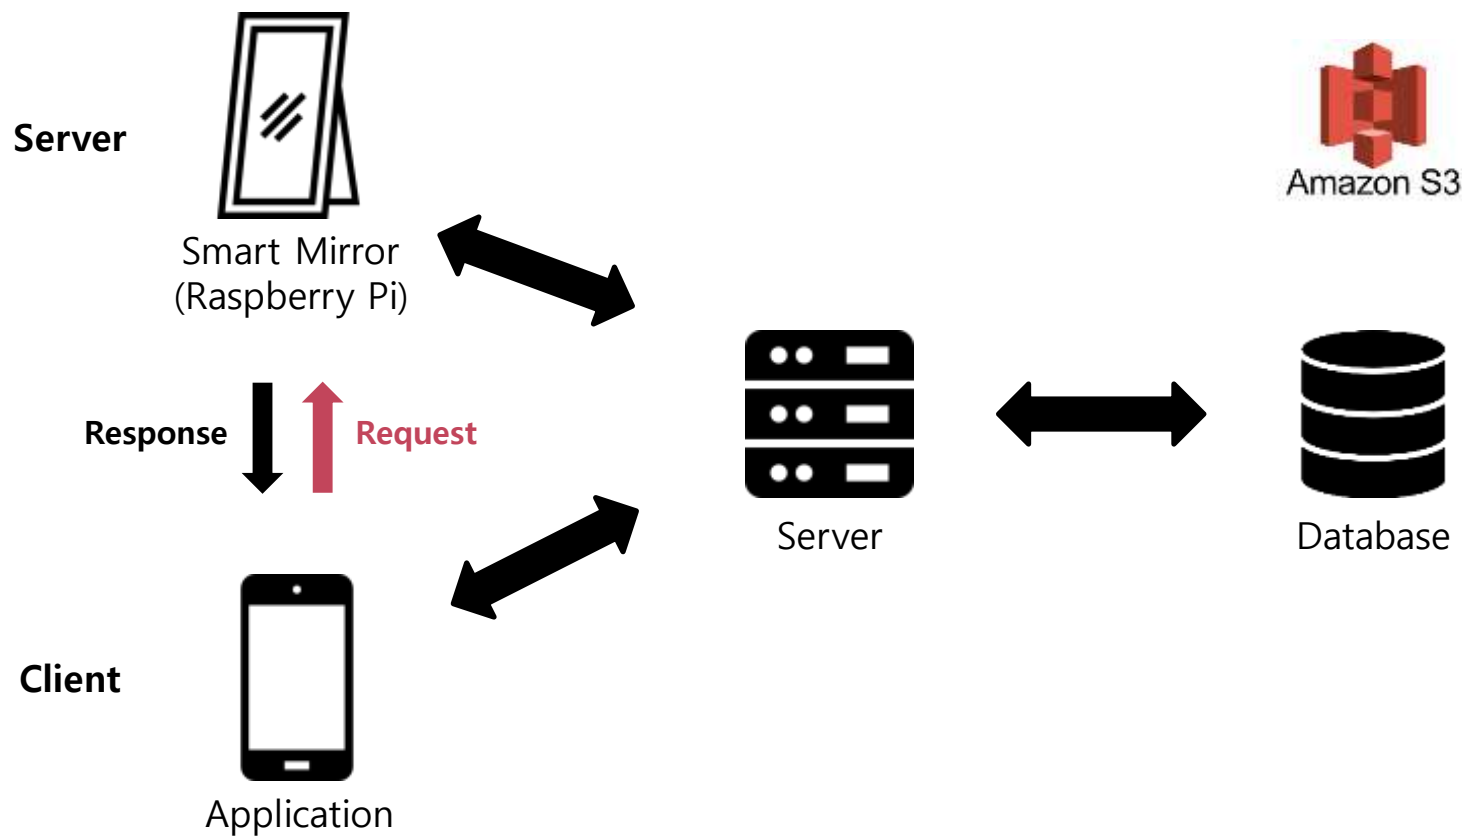 Server
Smart Mirror
(Raspberry Pi)
Amazon S3
Response
Request
Server
Database
Client
Application